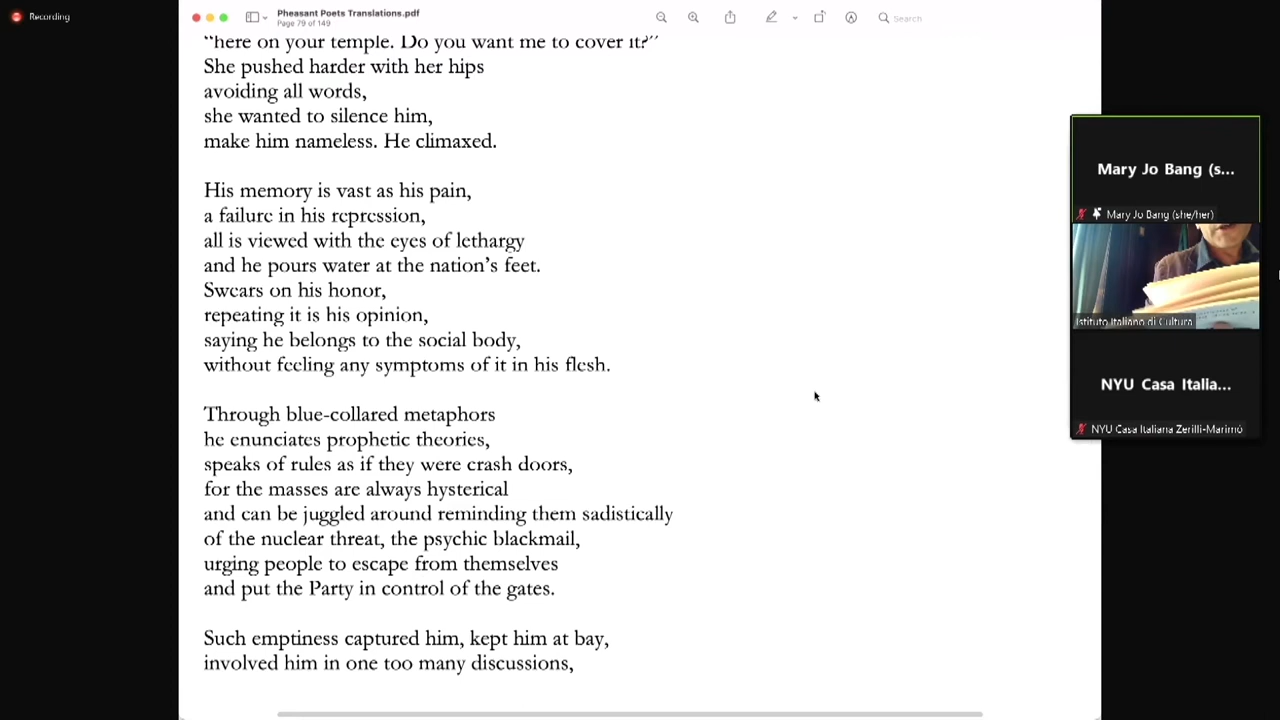 Recording
Pheasant Poets Translations.pdf
Page 79 of 149
Search
"here on your temple. Do you want me to cover it?"
She pushed harder with her hips
avoiding all words,
she wanted to silence him,
make him nameless. He climaxed.
His memory is vast as his pain,
a failure in his repression,
all is viewed with the eyes of lethargy
and he pours water at the nation's feet.
Swears on his honor,
repeating it is his opinion,
saying he belongs to the social body,
without feeling any symptoms of it in his flesh.
Through blue-collared metaphors
he enunciates prophetic theories,
speaks of rules as if they were crash doors,
for the masses are always hysterical
and can be juggled around reminding them sadistically
of the nuclear threat, the psychic blackmail,
urging people to escape from themselves
and put the Party in control of the gates.
Such emptiness captured him, kept him at bay,
involved him in one too many discussions,
Mary Jo Bang (s...
Mary Jo Bang (she/her)
Istituto Italiano di Cultura
NYU Casa Italia...
NYU Casa Italiana Zerilli-Marimò